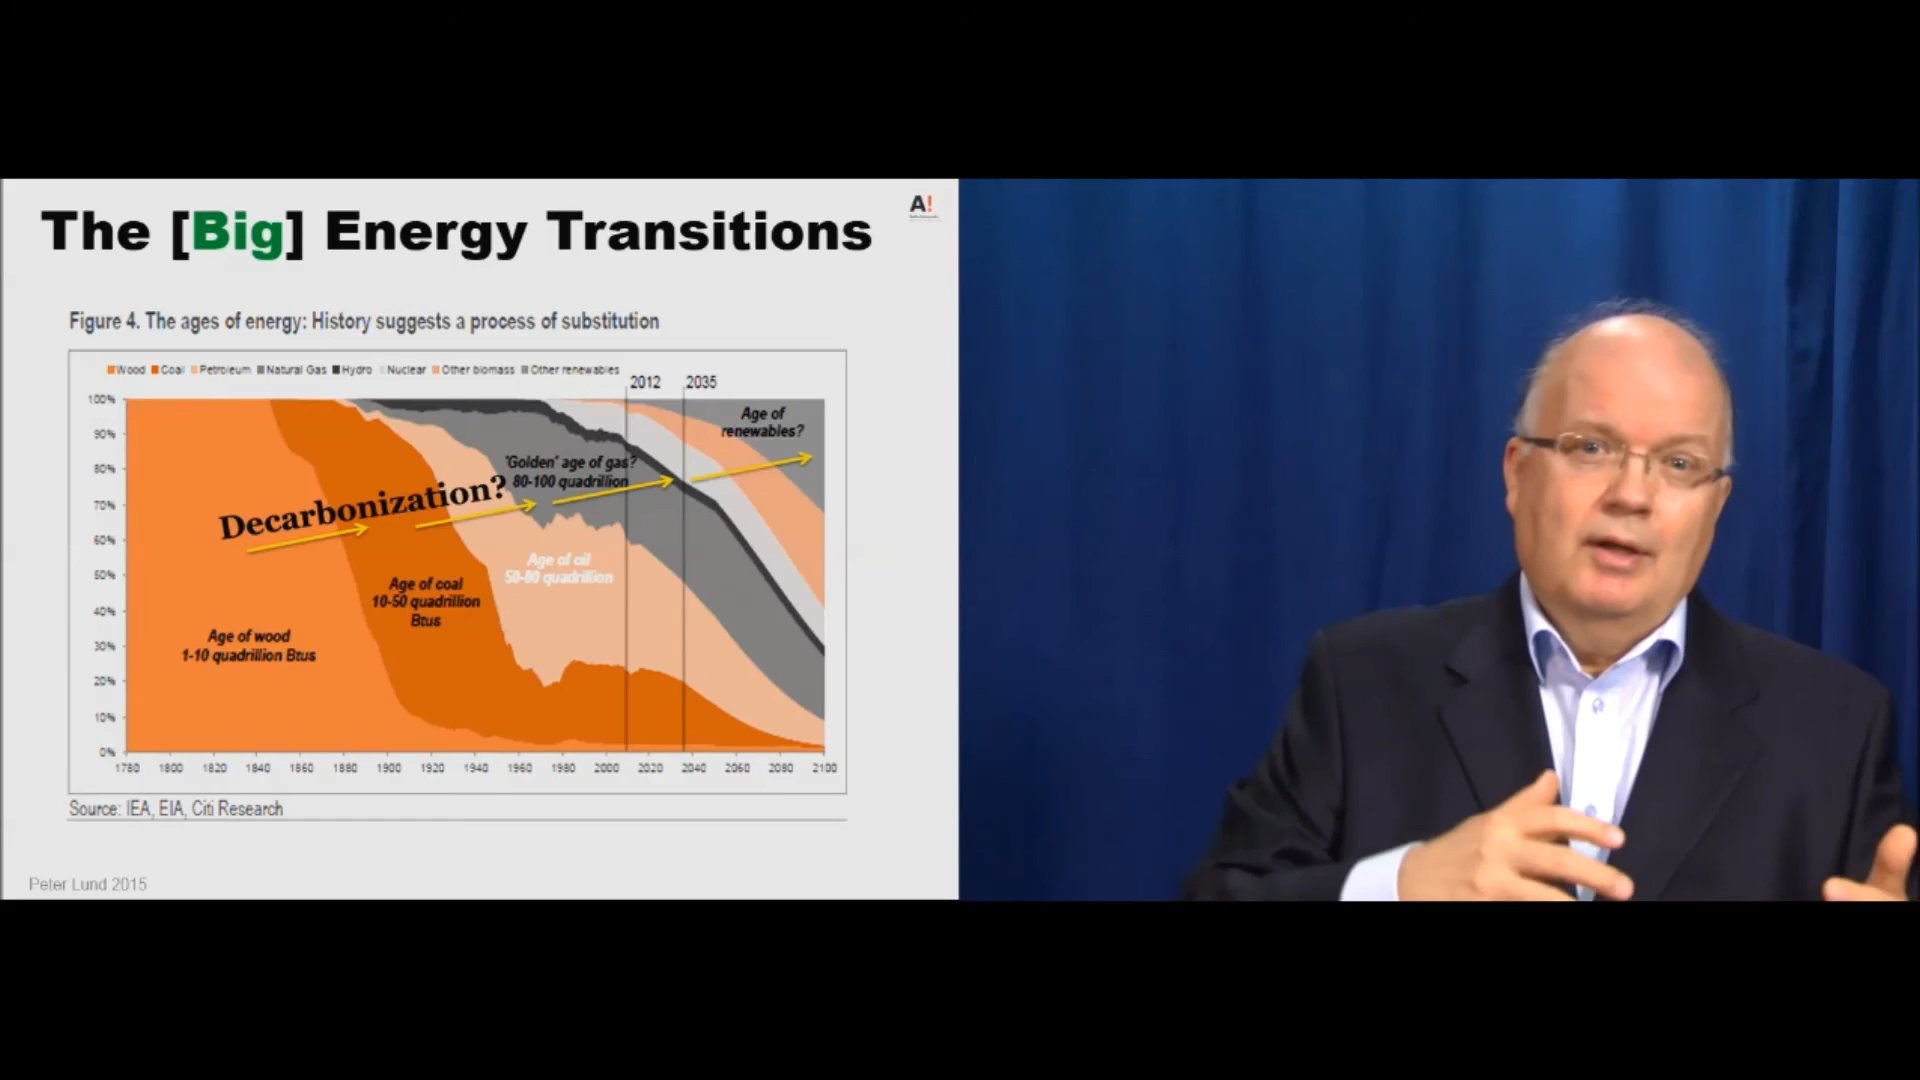 The [Big] Energy Transitions
A!
Figure 4. The ages of energy: History suggests a process of substitution
Wood Coal Petroleum Natural Gas Hydro Nuclear Other biomass Other renewables
2012 2035
100%
90%
80%
70%
60%
50%
40%
30%
20%
10%
0%
Age of
renewables?
'Golden' age of gas?
80-100 quadrillion
Decarbonization?
Age of oil
50-80 quadrillion
Age of coal
10-50 quadrillion
Btus
Age of wood
1-10 quadrillion Btus
1780 1800 1820 1840 1860 1880 1900 1920 1940 1960 1980 2000 2020 2040 2060 2080 2100
Source: IEA, EIA, Citi Research
Peter Lund 2015